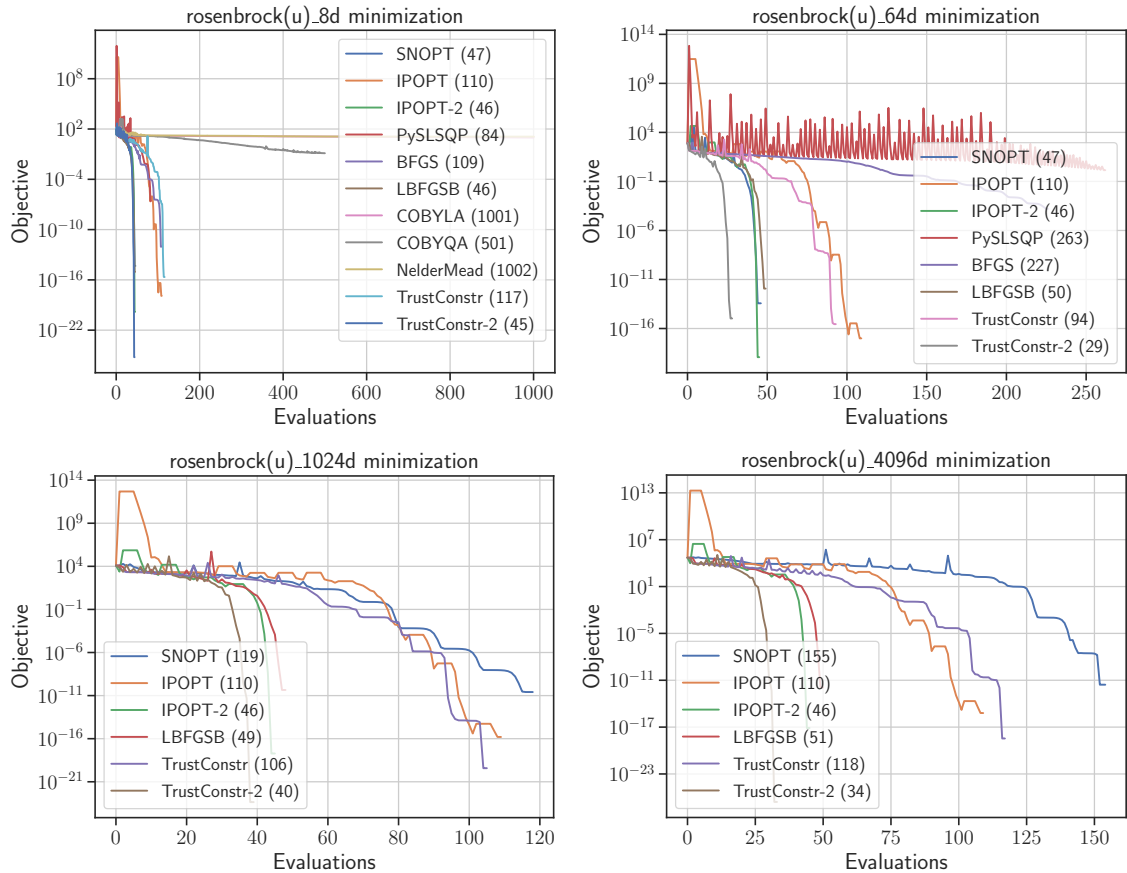 rosenbrock(u)_8d minimization
10^8
10^2
10^−4
10^−10
10^−16
10^−22
Objective
0
200
400
600
800
1000
Evaluations
SNOPT (47)
IPOPT (110)
IPOPT-2 (46)
PySLSQP (84)
BFGS (109)
LBFGSB (46)
COBYLA (1001)
COBYQA (501)
NelderMead (1002)
TrustConstr (117)
TrustConstr-2 (45)
rosenbrock(u)_64d minimization
10^14
10^9
10^4
10^−1
10^−6
10^−11
10^−16
Objective
0
50
100
150
200
250
Evaluations
SNOPT (47)
IPOPT (110)
IPOPT-2 (46)
PySLSQP (263)
BFGS (227)
LBFGSB (50)
TrustConstr (94)
TrustConstr-2 (29)
rosenbrock(u)_1024d minimization
10^14
10^9
10^4
10^−1
10^−6
10^−11
10^−16
10^−21
Objective
0
20
40
60
80
100
120
Evaluations
SNOPT (119)
IPOPT (110)
IPOPT-2 (46)
LBFGSB (49)
TrustConstr (106)
TrustConstr-2 (40)
rosenbrock(u)_4096d minimization
10^13
10^7
10^1
10^−5
10^−11
10^−17
10^−23
Objective
0
25
50
75
100
125
150
Evaluations
SNOPT (155)
IPOPT (110)
IPOPT-2 (46)
LBFGSB (51)
TrustConstr (118)
TrustConstr-2 (34)